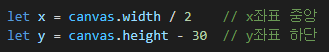 let x = canvas.width / 2    // x좌표 중앙
let y = canvas.height - 30  // y좌표 하단